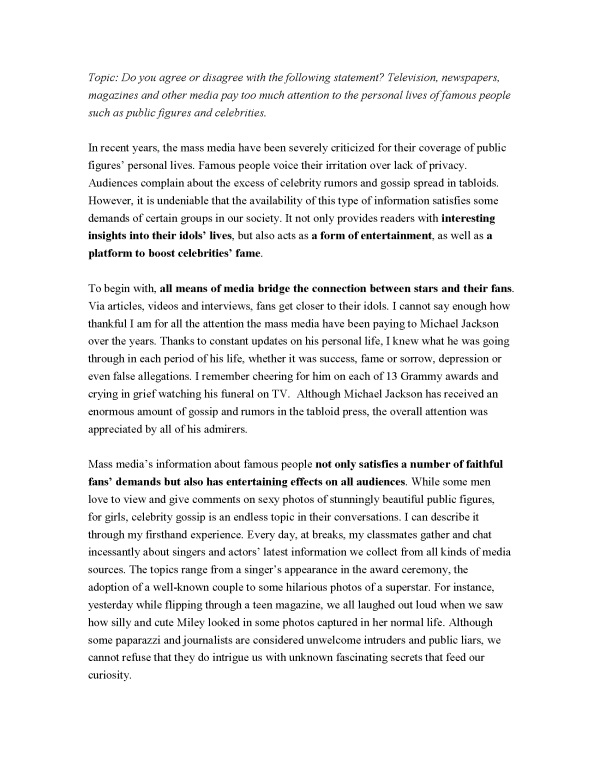 Topic: Do you agree or disagree with the following statement? Television, newspapers,
magazines and other media pay too much attention to the personal lives of famous people
such as public figures and celebrities.
In recent years, the mass media have been severely criticized for their coverage of public
figures’ personal lives. Famous people voice their irritation over lack of privacy.
Audiences complain about the excess of celebrity rumors and gossip spread in tabloids.
However, it is undeniable that the availability of this type of information satisfies some
demands of certain groups in our society. It not only provides readers with interesting
insights into their idols’ lives, but also acts as a form of entertainment, as well as a
platform to boost celebrities’ fame.
To begin with, all means of media bridge the connection between stars and their fans.
Via articles, videos and interviews, fans get closer to their idols. I cannot say enough how
thankful I am for all the attention the mass media have been paying to Michael Jackson
over the years. Thanks to constant updates on his personal life, I knew what he was going
through in each period of his life, whether it was success, fame or sorrow, depression or
even false allegations. I remember cheering for him on each of 13 Grammy awards and
crying in grief watching his funeral on TV.  Although Michael Jackson has received an
enormous amount of gossip and rumors in the tabloid press, the overall attention was
appreciated by all of his admirers.
Mass media’s information about famous people not only satisfies a number of faithful
fans’ demands but also has entertaining effects on all audiences. While some men
love to view and give comments on sexy photos of stunningly beautiful public figures,
for girls, celebrity gossip is an endless topic in their conversations. I can describe it
through my firsthand experience. Every day, at breaks, my classmates gather and chat
incessantly about singers and actors’ latest information we collect from all kinds of media
sources. The topics range from a singer’s appearance in the award ceremony, the
adoption of a well-known couple to some hilarious photos of a superstar. For instance,
yesterday while flipping through a teen magazine, we all laughed out loud when we saw
how silly and cute Miley looked in some photos captured in her normal life. Although
some paparazzi and journalists are considered unwelcome intruders and public liars, we
cannot refuse that they do intrigue us with unknown fascinating secrets that feed our
curiosity.